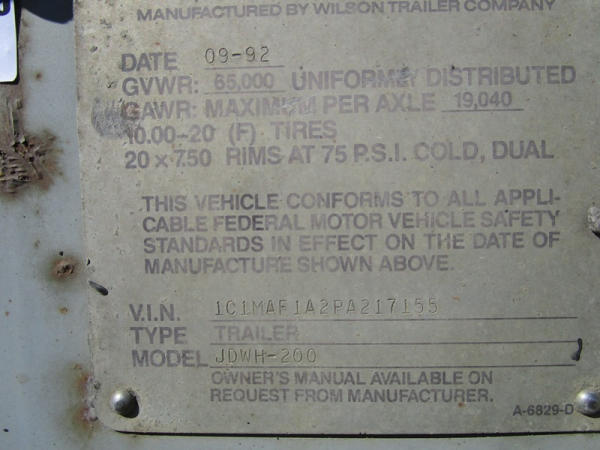 MANUFACTURED BY WILSON TRAILER COMPANY
DATE 09-92
GVWR: 65,000 UNIFORMLY DISTRIBUTED
GAWR: MAXIMUM PER AXLE 19,040
10.00-20 (F) TIRES
20 x 7.50 RIMS AT 75 P.S.I. COLD, DUAL
THIS VEHICLE CONFORMS TO ALL APPLI-
CABLE FEDERAL MOTOR VEHICLE SAFETY
STANDARDS IN EFFECT ON THE DATE OF
MANUFACTURE SHOWN ABOVE.
V.I.N. 1C1MAF1A2PA217155
TYPE TRAILER
MODEL JDWH-200
OWNER'S MANUAL AVAILABLE ON
REQUEST FROM MANUFACTURER.
A-6829-D